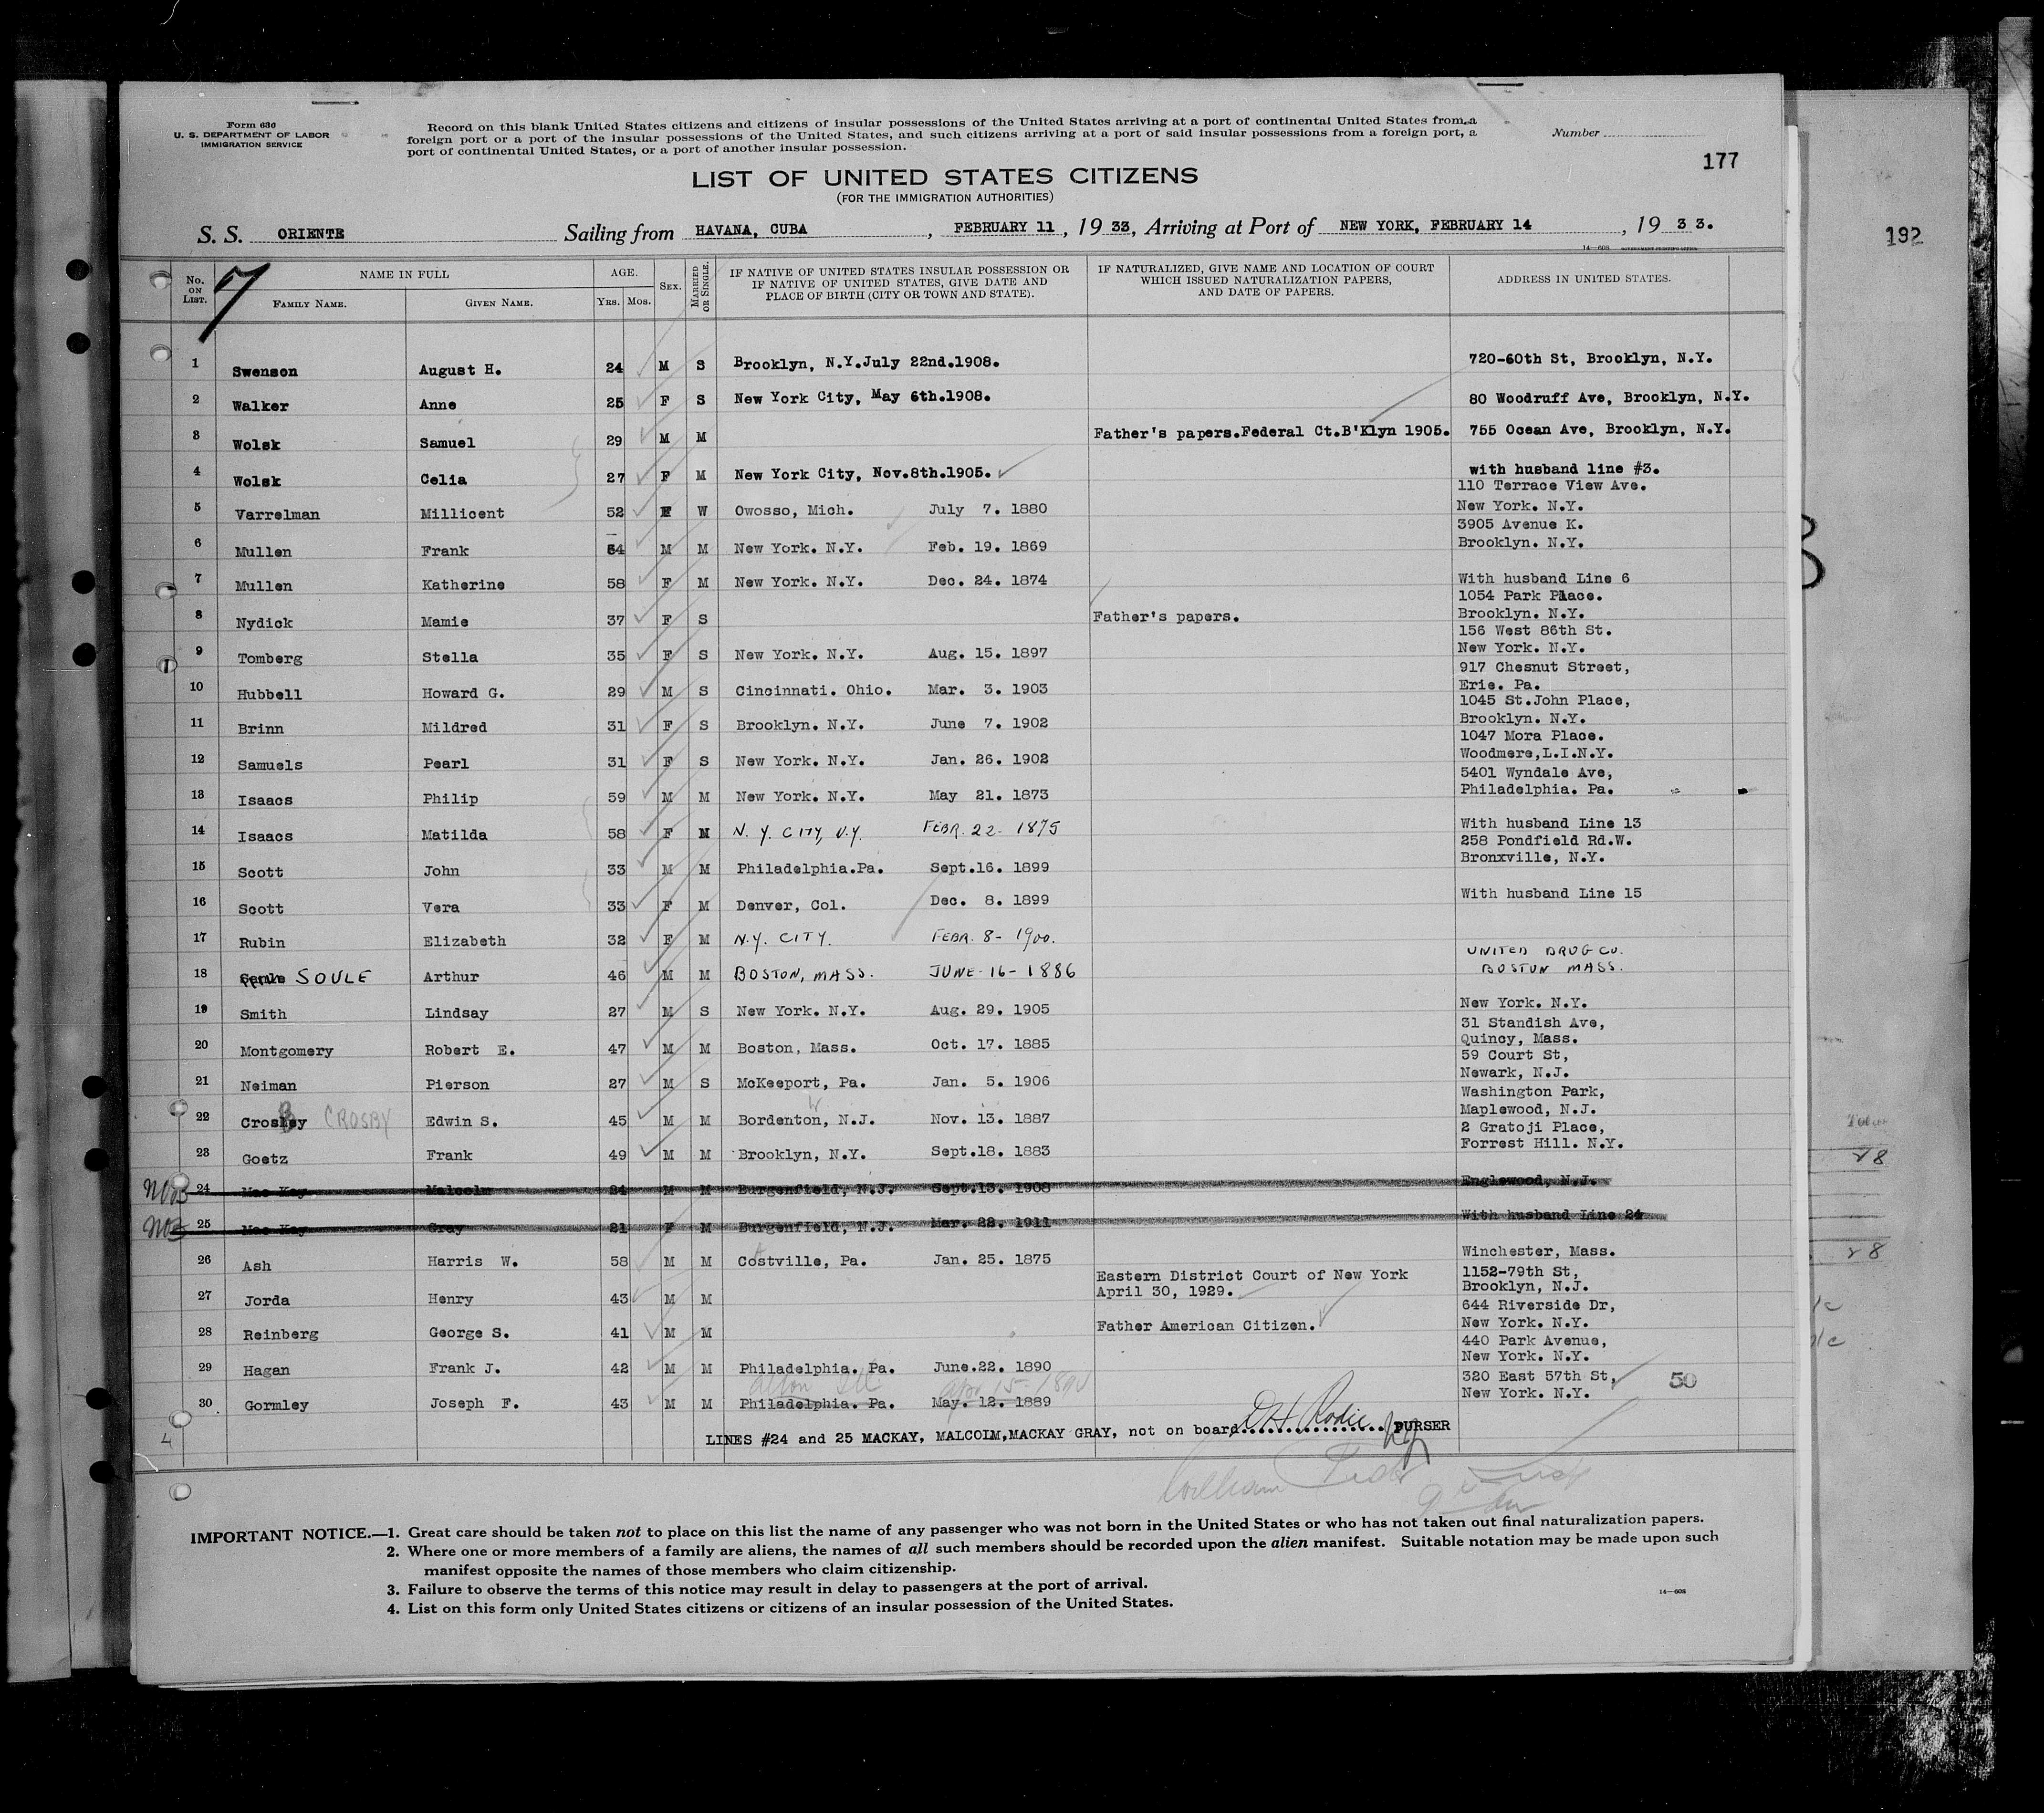 Form 630
U. S. DEPARTMENT OF LABOR
IMMIGRATION SERVICE
Record on this blank United States citizens and citizens of insular possessions of the United States arriving at a port of continental United States from a
foreign port or a port of the insular possessions of the United States, and such citizens arriving at a port of said insular possessions from a foreign port, a
port of continental United States, or a port of another insular possession.
Number
177
192
LIST OF UNITED STATES CITIZENS
(FOR THE IMMIGRATION AUTHORITIES)
S. S. ORIENTE Sailing from HAVANA, CUBA, FEBRUARY 11, 1933, Arriving at Port of NEW YORK, FEBRUARY 14, 1933.
14—608 GOVERNMENT PRINTING OFFICE
7
No. ON LIST. NAME IN FULL FAMILY NAME. GIVEN NAME. AGE. YRS. MOS. SEX. MARRIED OR SINGLE.
IF NATIVE OF UNITED STATES INSULAR POSSESSION OR IF NATIVE OF UNITED STATES, GIVE DATE AND PLACE OF BIRTH (CITY OR TOWN AND STATE).
IF NATURALIZED, GIVE NAME AND LOCATION OF COURT WHICH ISSUED NATURALIZATION PAPERS, AND DATE OF PAPERS.
ADDRESS IN UNITED STATES.
1 Swenson August H. 24 M S Brooklyn, N.Y.July 22nd.1908. 720-60th St, Brooklyn, N.Y.
2 Walker Anne 25 F S New York City, May 6th.1908. 80 Woodruff Ave, Brooklyn, N.Y.
3 Wolsk Samuel 29 M M Father's papers.Federal Ct.B'Klyn 1905. 755 Ocean Ave, Brooklyn, N.Y.
4 Wolsk Celia 27 F M New York City, Nov.8th.1905. with husband line #3.
110 Terrace View Ave.
5 Varrelman Millicent 52 F W Owosso, Mich. July 7. 1880 New York. N.Y.
3905 Avenue K.
6 Mullen Frank 64 M M New York. N.Y. Feb. 19. 1869 Brooklyn. N.Y.
7 Mullen Katherine 58 F M New York. N.Y. Dec. 24. 1874 With husband Line 6
1054 Park Place.
8 Nydick Mamie 37 F S Father's papers. Brooklyn. N.Y.
156 West 86th St.
9 Tomberg Stella 35 F S New York. N.Y. Aug. 15. 1897 New York. N.Y.
917 Chesnut Street,
10 Hubbell Howard G. 29 M S Cincinnati. Ohio. Mar. 3. 1903 Erie. Pa.
1045 St.John Place,
11 Brinn Mildred 31 F S Brooklyn. N.Y. June 7. 1902 Brooklyn. N.Y.
1047 Mora Place.
12 Samuels Pearl 31 F S New York. N.Y. Jan. 26. 1902 Woodmere,L.I.N.Y.
5401 Wyndale Ave,
13 Isaacs Philip 59 M M New York. N.Y. May 21. 1873 Philadelphia. Pa.
14 Isaacs Matilda 58 F M N. Y. CITY, N.Y. FEBR. 22- 1875 With husband Line 13
258 Pondfield Rd.W.
15 Scott John 33 M M Philadelphia.Pa. Sept.16. 1899 Bronxville, N.Y.
16 Scott Vera 33 F M Denver, Col. Dec. 8. 1899 With husband Line 15
17 Rubin Elizabeth 32 F M N.Y. CITY. FEBR. 8- 1900.
UNITED DRUG CO.
18 SOULE Arthur 46 M M BOSTON, MASS. JUNE-16-1886 BOSTON MASS.
19 Smith Lindsay 27 M S New York. N.Y. Aug. 29. 1905 New York. N.Y.
31 Standish Ave,
20 Montgomery Robert E. 47 M M Boston, Mass. Oct. 17. 1885 Quincy, Mass.
59 Court St,
21 Neiman Pierson 27 M S McKeeport, Pa. Jan. 5. 1906 Newark, N.J.
Washington Park,
22 Crosley B CROSBY Edwin S. 45 M M Bordenton, N.J. Nov. 13. 1887 Maplewood, N.J.
2 Gratoji Place,
23 Goetz Frank 49 M M Brooklyn, N.Y. Sept.18. 1883 Forrest Hill. N.Y.
NOB 24 Mac Kay Malcolm 24 M M Burgenfield, N.J. Sept.13. 1908 Englewood, N.J.
NOB 25 Mac Kay Gray 21 F M Burgenfield, N.J. Mar. 22. 1911 With husband Line 24
26 Ash Harris W. 58 M M Costville, Pa. Jan. 25. 1875 Winchester, Mass.
Eastern District Court of New York 1152-79th St,
27 Jorda Henry 43 M M April 30, 1929. Brooklyn, N.J.
644 Riverside Dr,
28 Reinberg George S. 41 M M Father American Citizen. New York. N.Y.
440 Park Avenue,
29 Hagan Frank J. 42 M M Philadelphia. Pa. June.22. 1890 New York. N.Y.
320 East 57th St,
30 Gormley Joseph F. 43 M M Philadelphia. Pa. May. 12. 1889 New York. N.Y.
50
4
LINES #24 and 25 MACKAY, MALCOLM,MACKAY GRAY, not on board................ PURSER
William
IMPORTANT NOTICE.—1. Great care should be taken not to place on this list the name of any passenger who was not born in the United States or who has not taken out final naturalization papers.
2. Where one or more members of a family are aliens, the names of all such members should be recorded upon the alien manifest. Suitable notation may be made upon such
manifest opposite the names of those members who claim citizenship.
3. Failure to observe the terms of this notice may result in delay to passengers at the port of arrival.
4. List on this form only United States citizens or citizens of an insular possession of the United States.
14—608